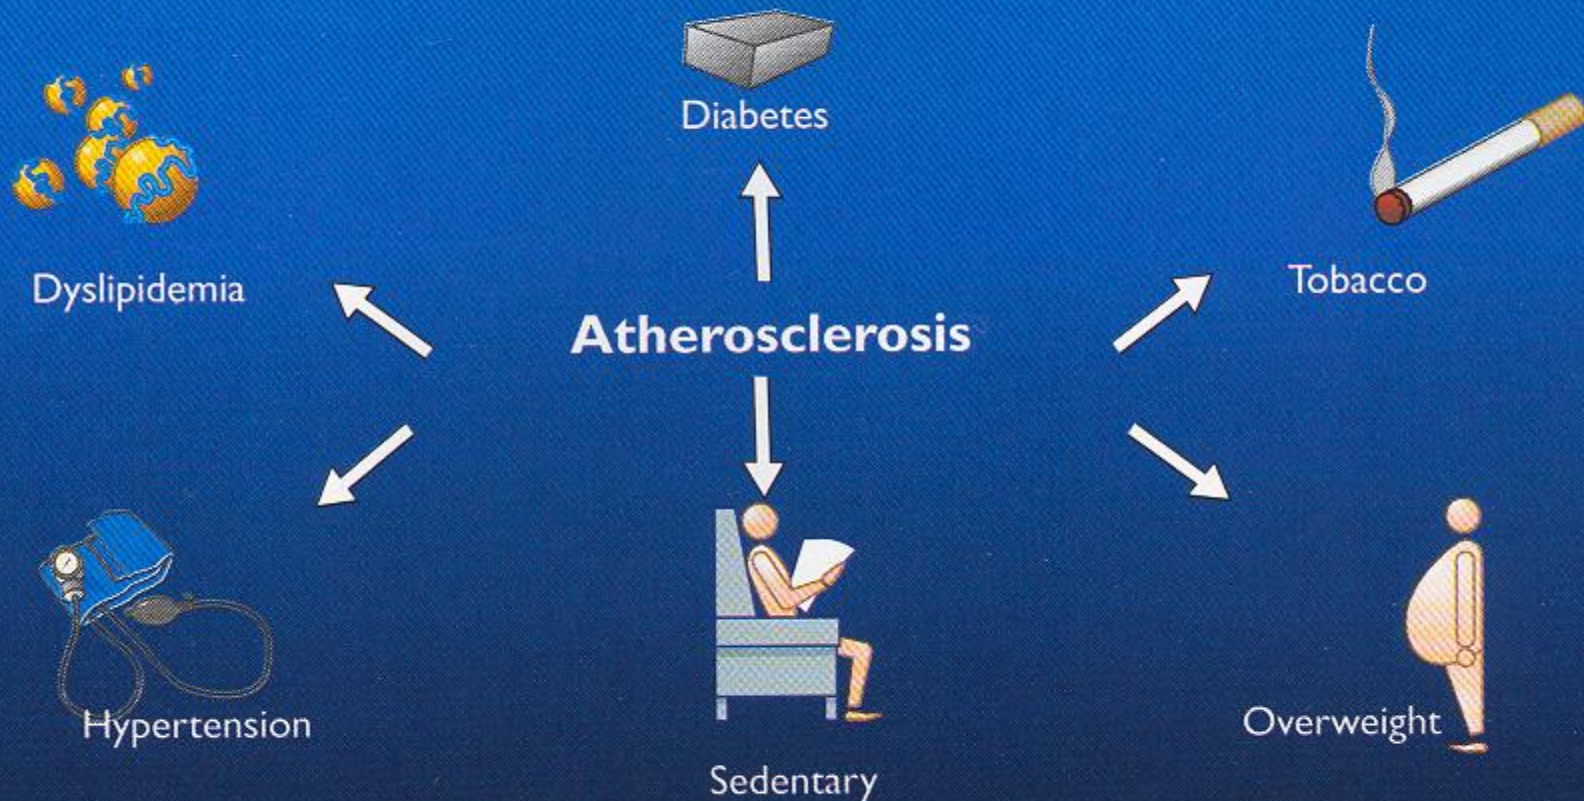 Diabetes
Dyslipidemia
Tobacco
Atherosclerosis
Hypertension
Overweight
Sedentary